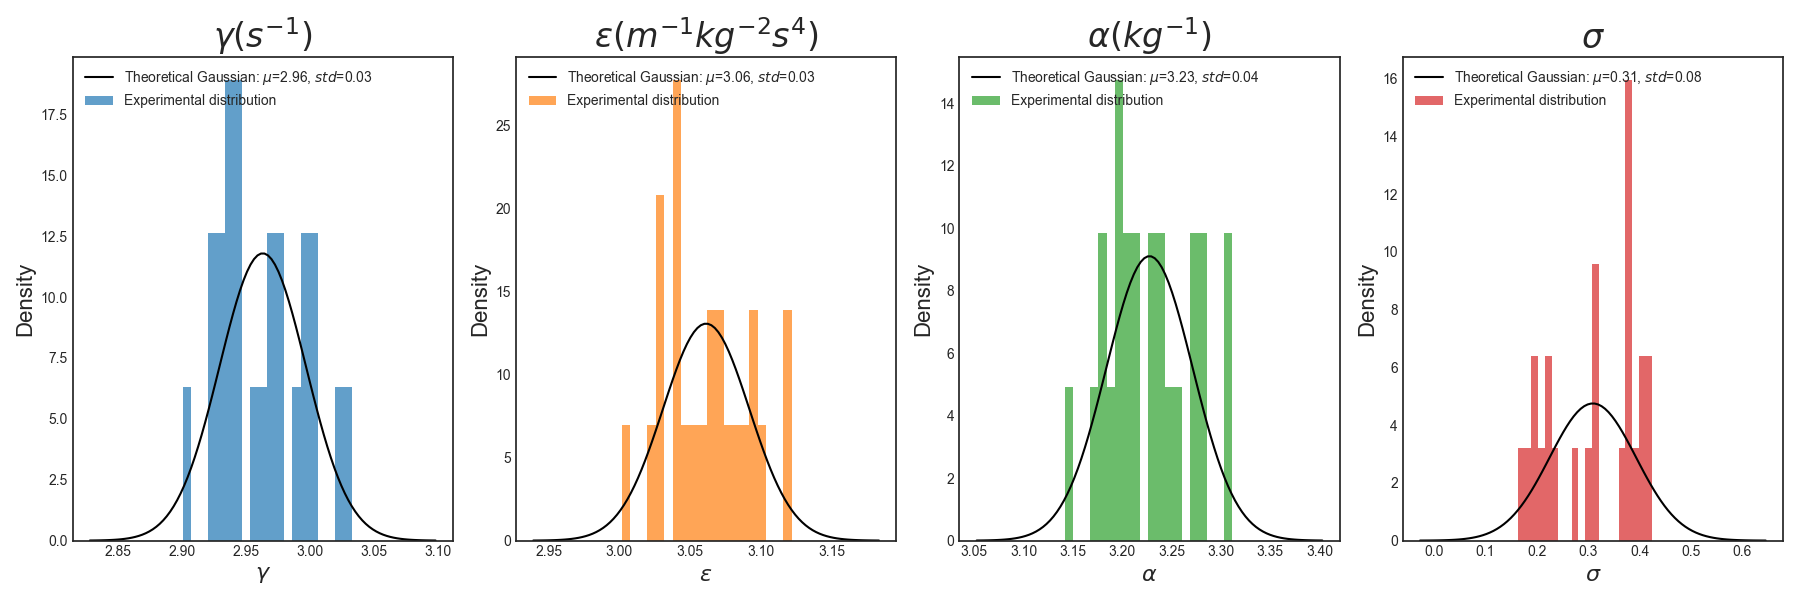 γ(s⁻¹)
Theoretical Gaussian: μ=2.96, std=0.03
Experimental distribution
Density
17.5
15.0
12.5
10.0
7.5
5.0
2.5
0.0
2.85 2.90 2.95 3.00 3.05 3.10
γ
ε(m⁻¹kg⁻²s⁴)
Theoretical Gaussian: μ=3.06, std=0.03
Experimental distribution
Density
25
20
15
10
5
0
2.95 3.00 3.05 3.10 3.15
ε
α(kg⁻¹)
Theoretical Gaussian: μ=3.23, std=0.04
Experimental distribution
Density
14
12
10
8
6
4
2
0
3.05 3.10 3.15 3.20 3.25 3.30 3.35 3.40
α
σ
Theoretical Gaussian: μ=0.31, std=0.08
Experimental distribution
Density
16
14
12
10
8
6
4
2
0
0.0 0.1 0.2 0.3 0.4 0.5 0.6
σ